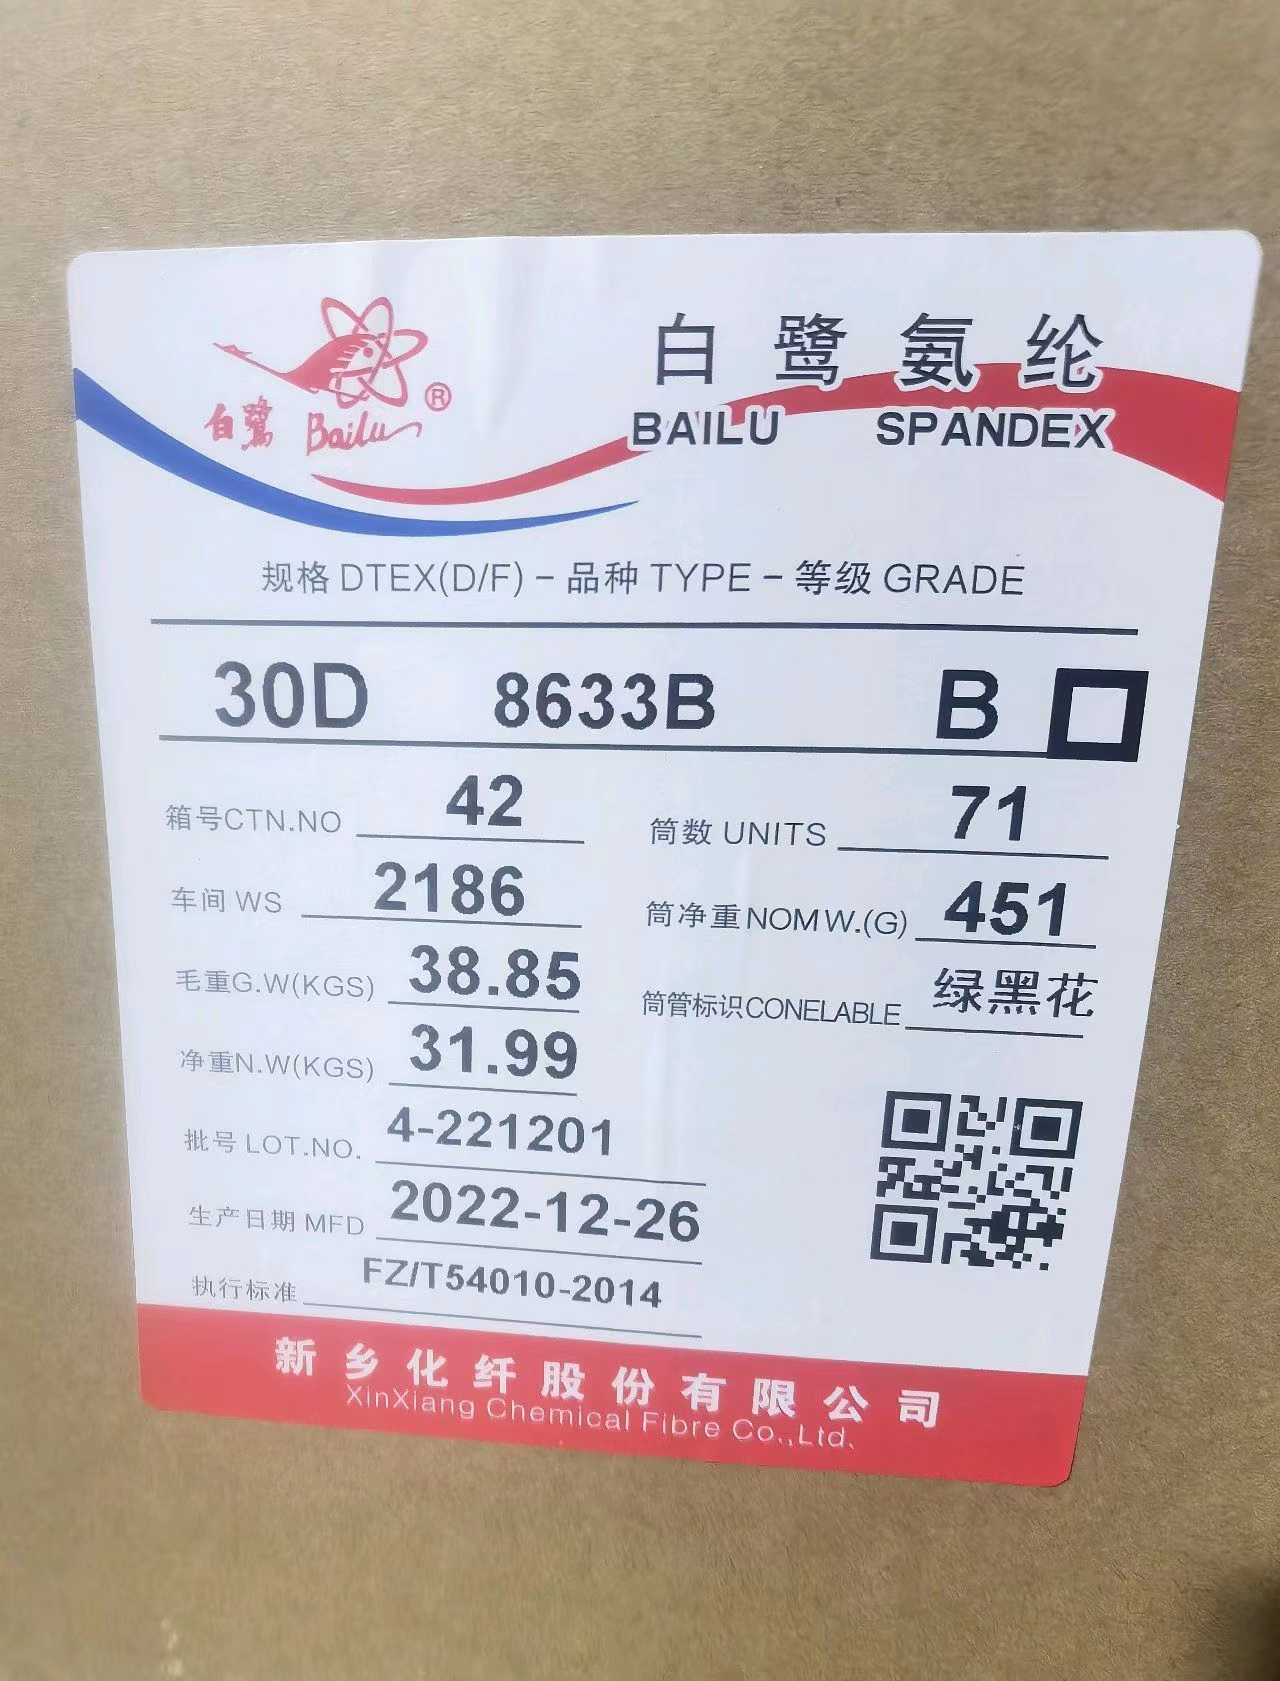 白鹭 Bailu ®
白鹭氨纶
BAILU SPANDEX
规格 DTEX(D/F) – 品种 TYPE – 等级 GRADE
30D 8633B B
箱号CTN.NO 42 筒数 UNITS 71
车间 WS 2186 筒净重NOMW.(G) 451
毛重G.W(KGS) 38.85 筒管标识CONELABLE 绿黑花
净重N.W(KGS) 31.99
批号 LOT.NO. 4-221201
生产日期 MFD 2022-12-26
执行标准 FZ/T54010-2014
新乡化纤股份有限公司
XinXiang Chemical Fibre Co.,Ltd.